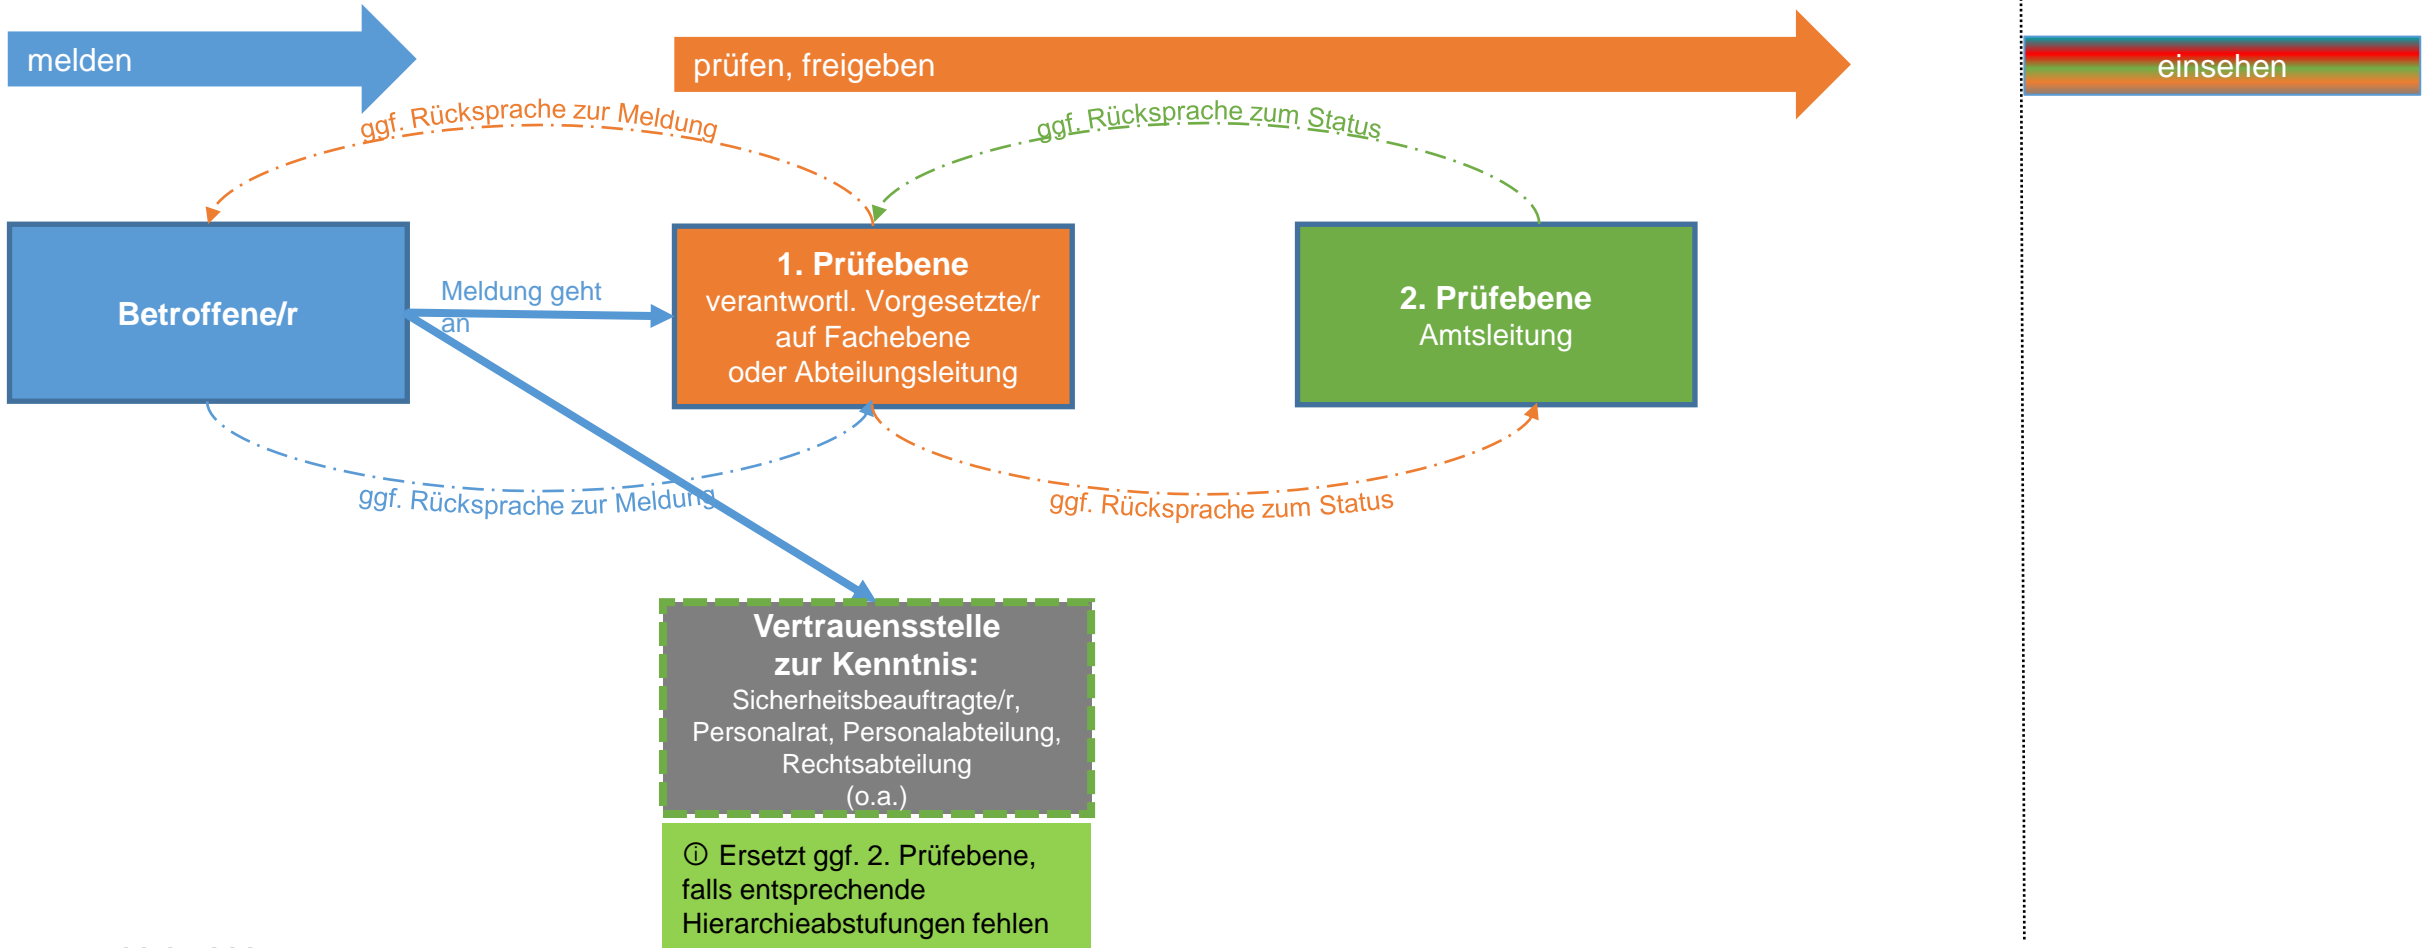 melden
prüfen, freigeben
einsehen
ggf. Rücksprache zur Meldung
ggf. Rücksprache zum Status
Betroffene/r
Meldung geht
an
1. Prüfebene
verantwortl. Vorgesetzte/r
auf Fachebene
oder Abteilungsleitung
2. Prüfebene
Amtsleitung
ggf. Rücksprache zur Meldung
ggf. Rücksprache zum Status
Vertrauensstelle
zur Kenntnis:
Sicherheitsbeauftragte/r,
Personalrat, Personalabteilung,
Rechtsabteilung
(o.a.)
ⓘ Ersetzt ggf. 2. Prüfebene,
falls entsprechende
Hierarchieabstufungen fehlen